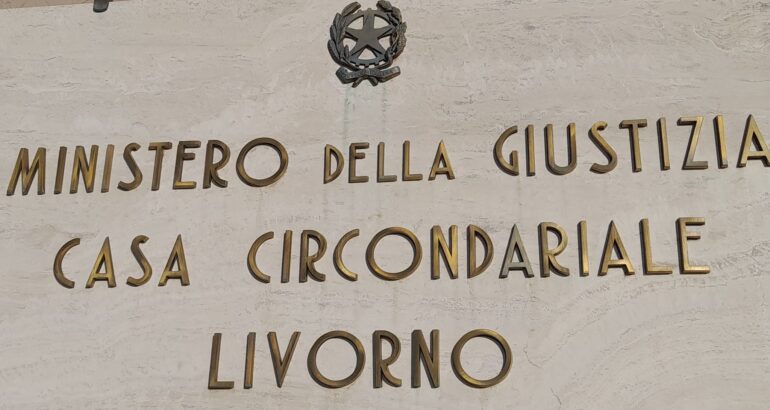 MINISTERO DELLA GIUSTIZIA
CASA CIRCONDARIALE
LIVORNO